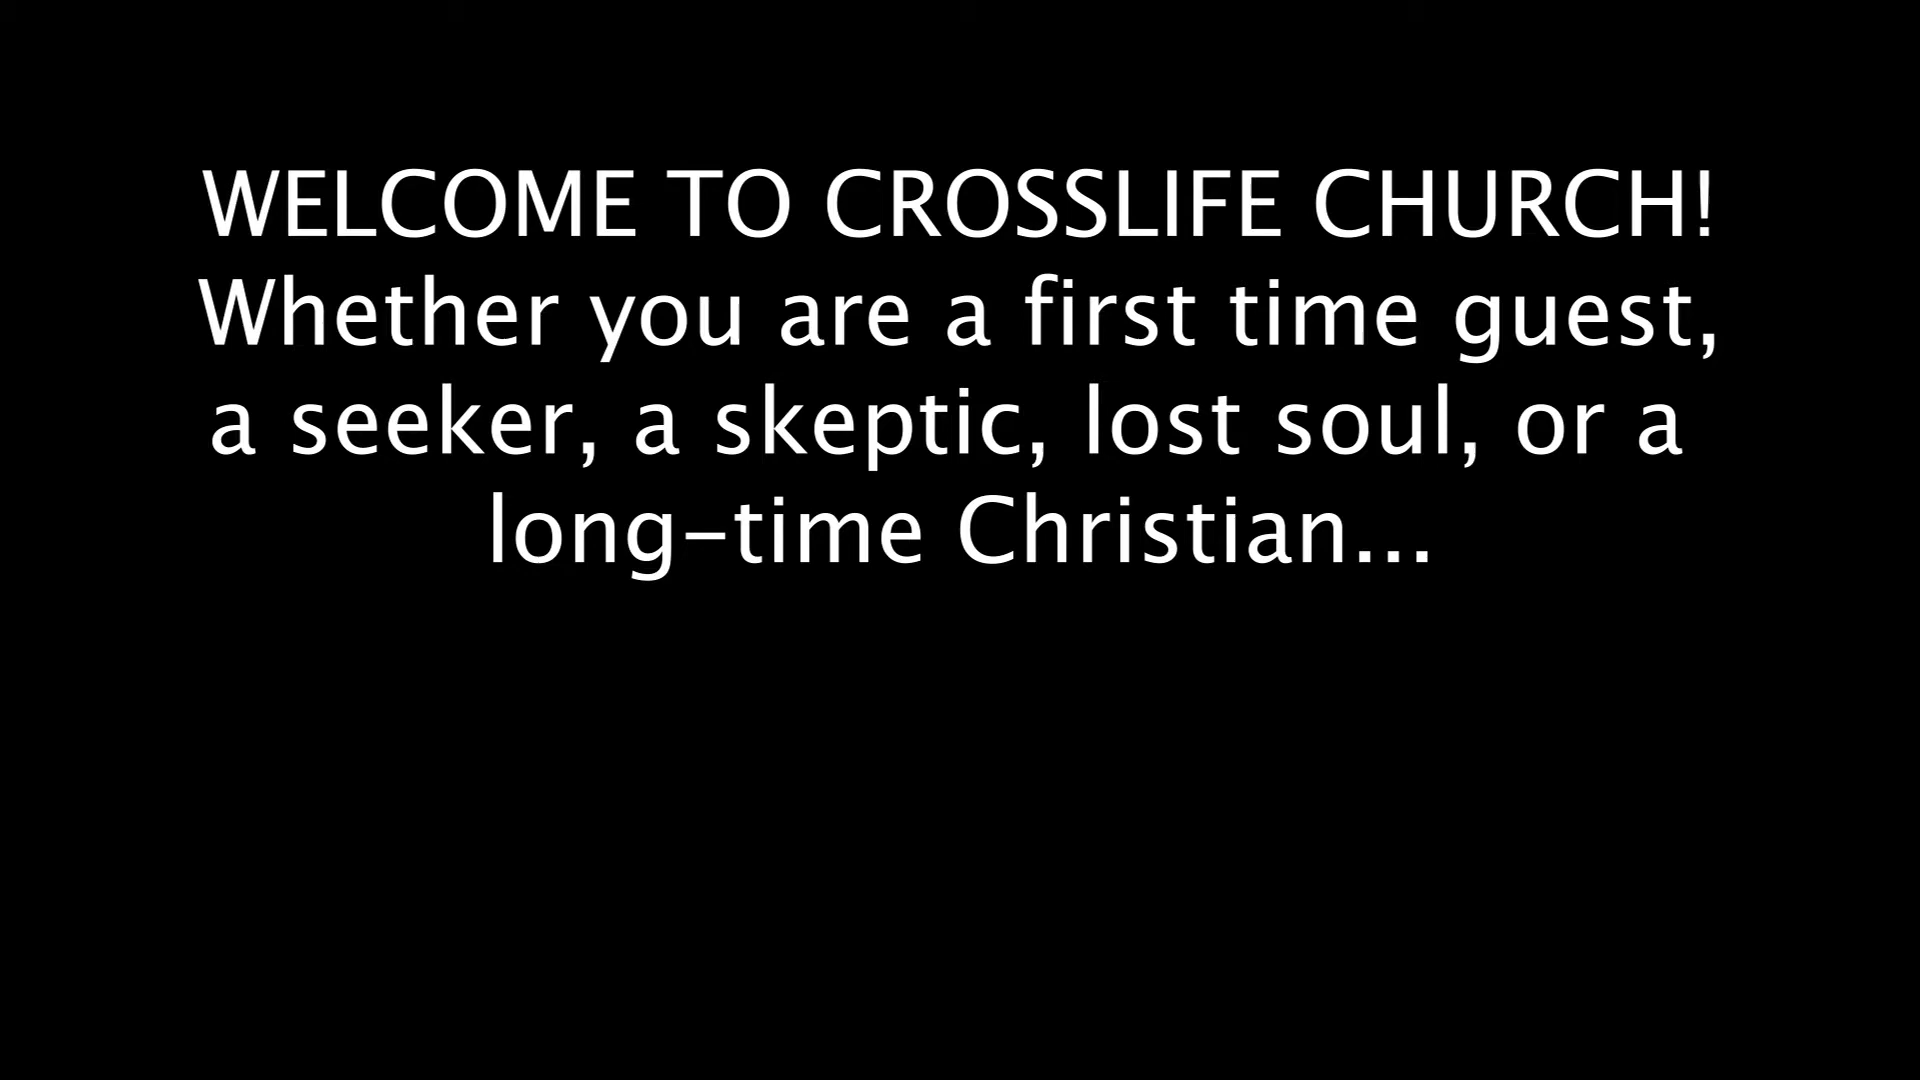 WELCOME TO CROSSLIFE CHURCH!
Whether you are a first time guest,
a seeker, a skeptic, lost soul, or a
long-time Christian...